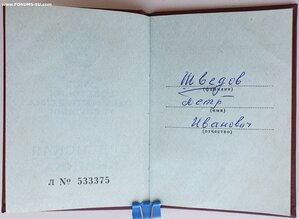 www.FORUMS-SU.com
Шведов
(фамилия)
Петр
(имя)
Иванович
(отчество)
Л № 533375